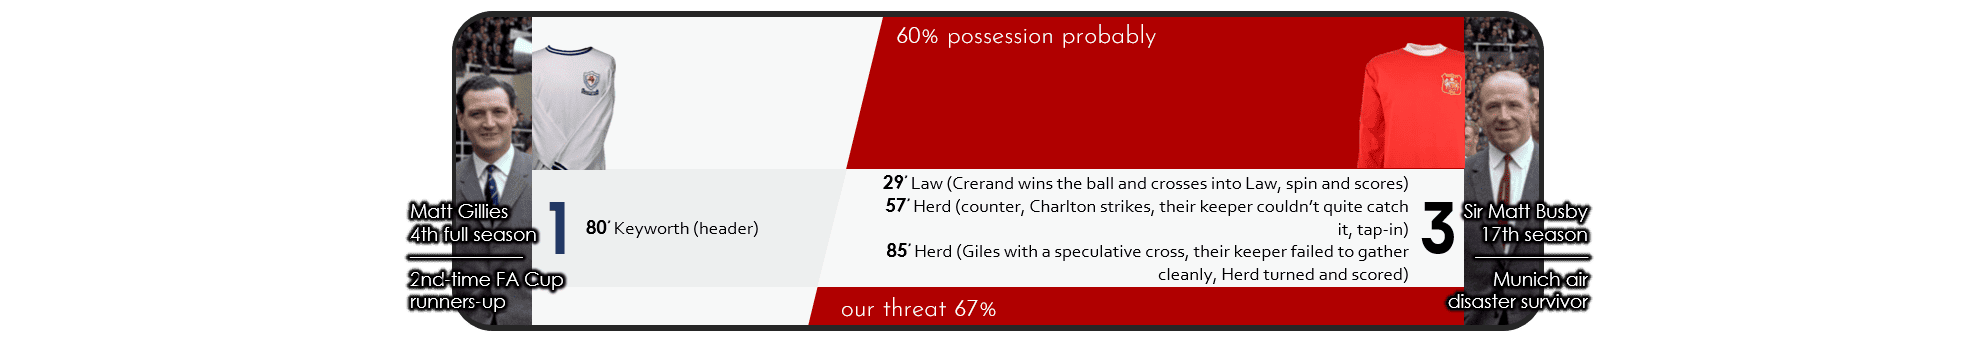 60% possession probably
Matt Gillies
4th full season
2nd-time FA Cup
runners-up
1
80' Keyworth (header)
29' Law (Crerand wins the ball and crosses into Law, spin and scores)
57' Herd (counter, Charlton strikes, their keeper couldn’t quite catch
it, tap-in)
85' Herd (Giles with a speculative cross, their keeper failed to gather
cleanly, Herd turned and scored)
3
Sir Matt Busby
17th season
Munich air
disaster survivor
our threat 67%